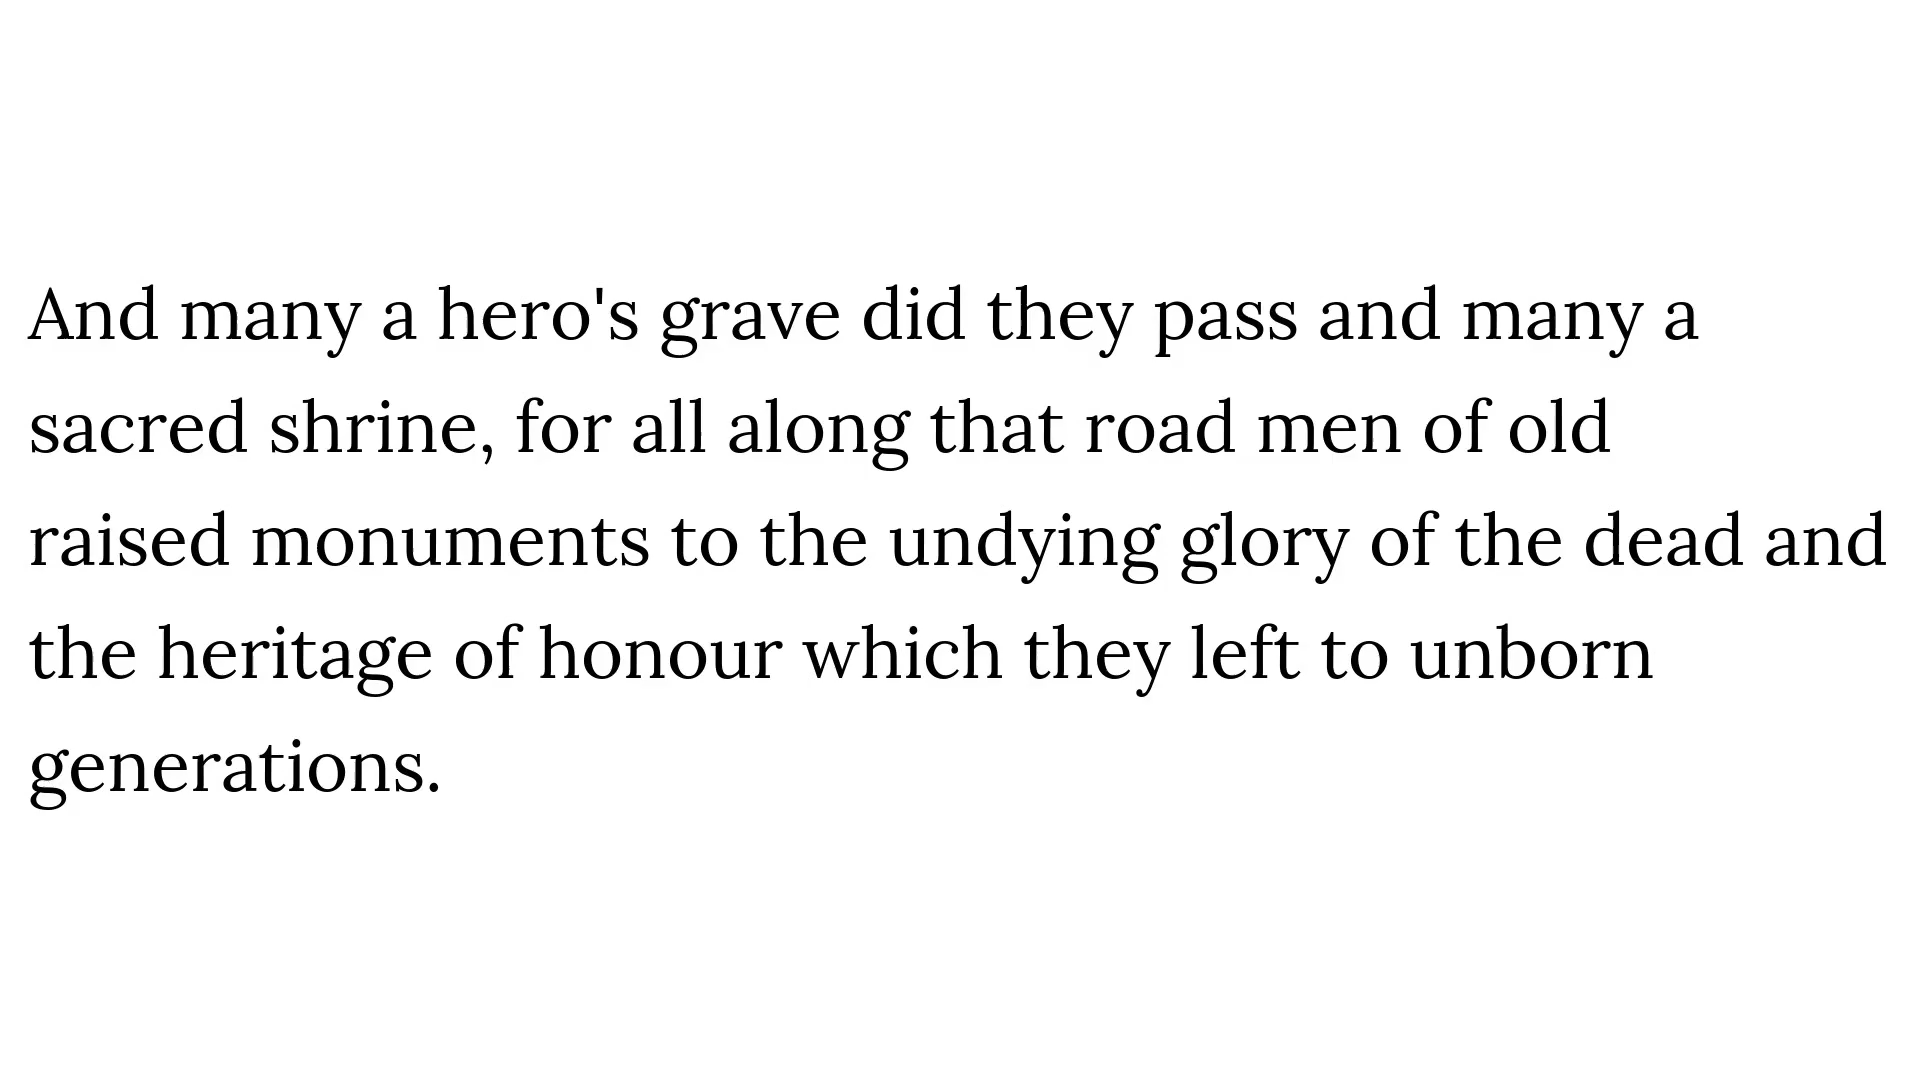 And many a hero's grave did they pass and many a
sacred shrine, for all along that road men of old
raised monuments to the undying glory of the dead and
the heritage of honour which they left to unborn
generations.